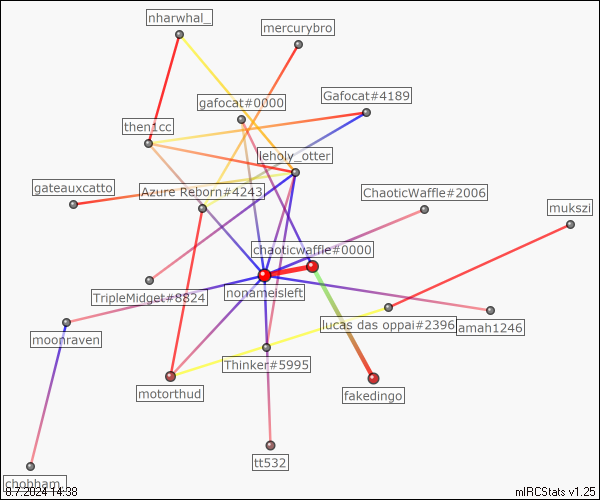 nharwhal_
mercurybro
Gafocat#4189
gafocat#0000
then1cc
leholy_otter
gateauxcatto
Azure Reborn#4243
ChaoticWaffle#2006
mukszi
chaoticwaffle#0000
nonameisleft
TripleMidget#8824
lucas das oppai#2396
amah1246
moonraven
Thinker#5995
motorthud
fakedingo
tt532
chobham_
8.7.2024 14:38
mIRCStats v1.25